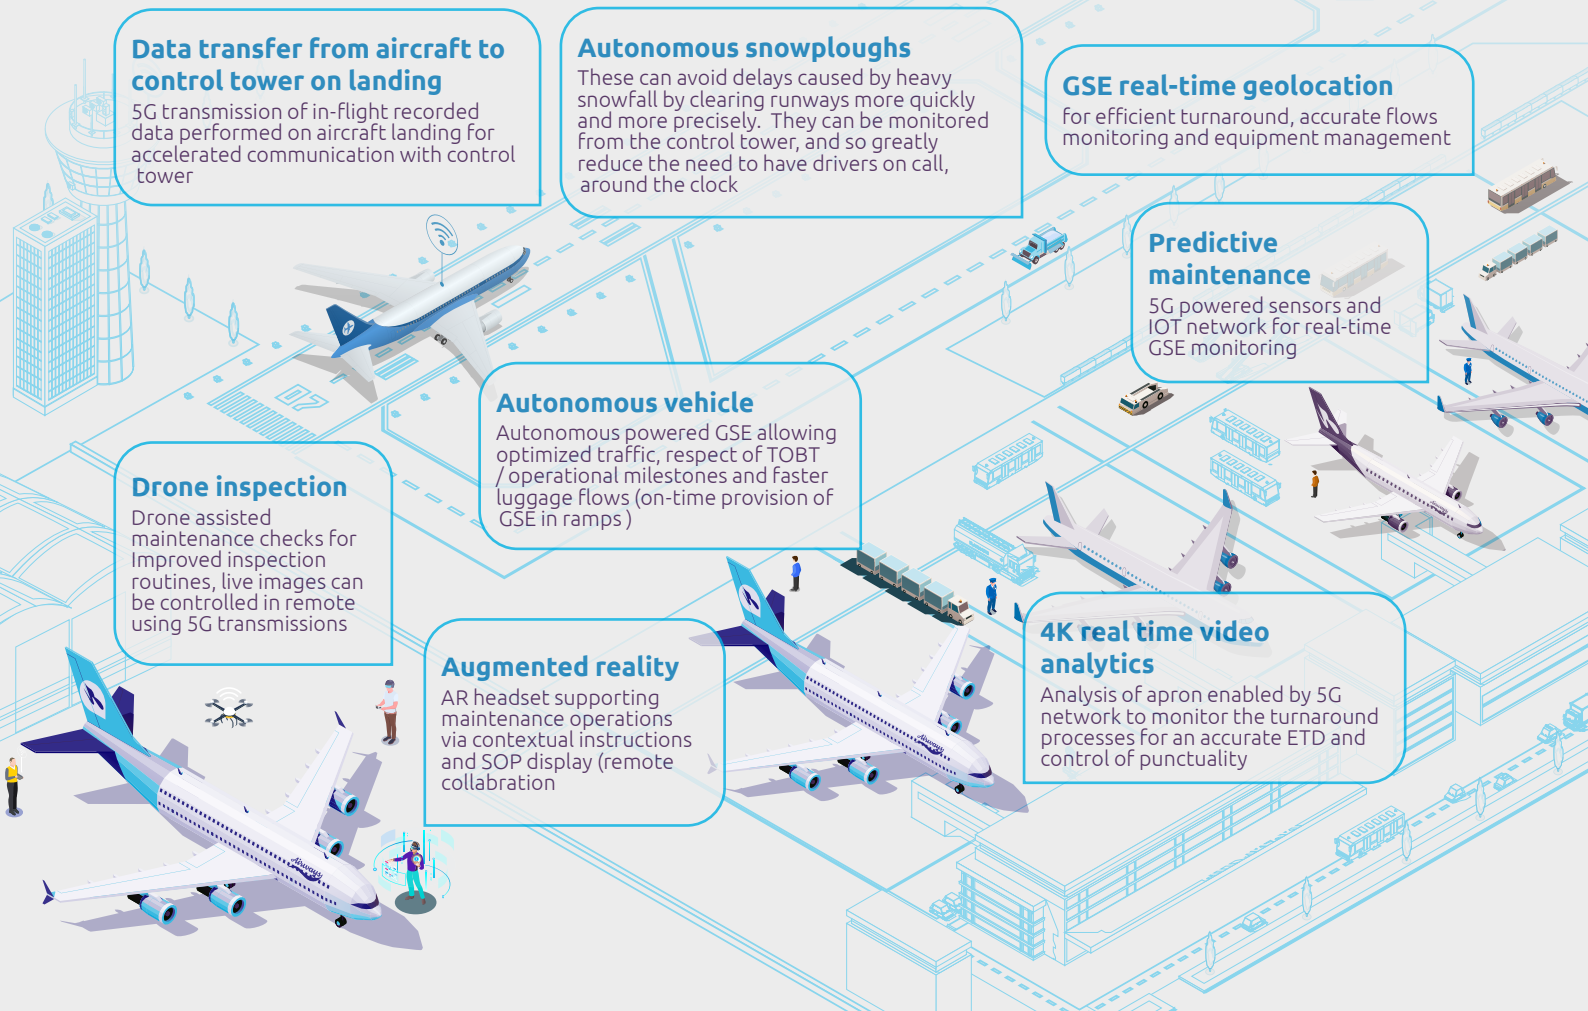 Data transfer from aircraft to
control tower on landing
5G transmission of in-flight recorded
data performed on aircraft landing for
accelerated communication with control
tower
Autonomous snowploughs
These can avoid delays caused by heavy
snowfall by clearing runways more quickly
and more precisely. They can be monitored
from the control tower, and so greatly
reduce the need to have drivers on call,
around the clock
GSE real-time geolocation
for efficient turnaround, accurate flows
monitoring and equipment management
Predictive
maintenance
5G powered sensors and
IOT network for real-time
GSE monitoring
07
Autonomous vehicle
Autonomous powered GSE allowing
optimized traffic, respect of TOBT
/ operational milestones and faster
luggage flows (on-time provision of
GSE in ramps )
Drone inspection
Drone assisted
maintenance checks for
Improved inspection
routines, live images can
be controlled in remote
using 5G transmissions
Augmented reality
AR headset supporting
maintenance operations
via contextual instructions
and SOP display (remote
collabration
4K real time video
analytics
Analysis of apron enabled by 5G
network to monitor the turnaround
processes for an accurate ETD and
control of punctuality
Airways
Airways